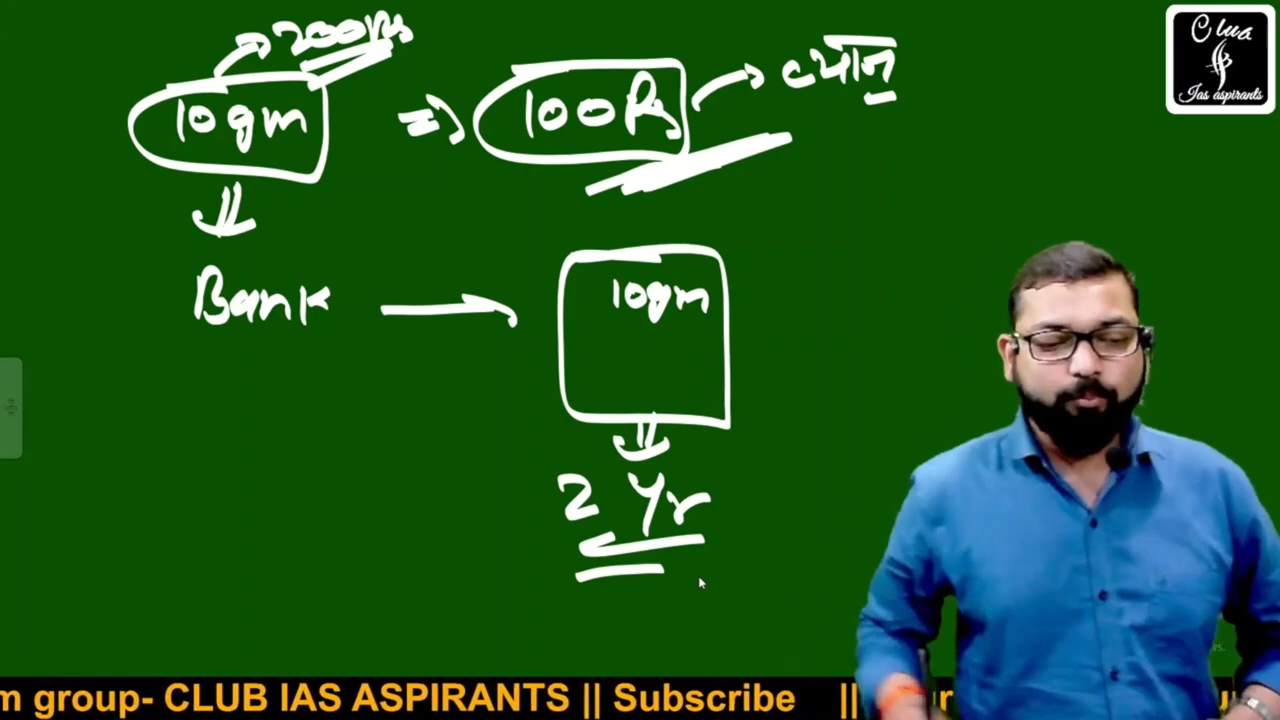 200Rs
10gm => 100Rs → ब्याज
Bank → 10gm
2 Yr
Club
Ias aspirants
m group- CLUB IAS ASPIRANTS || Subscribe ||